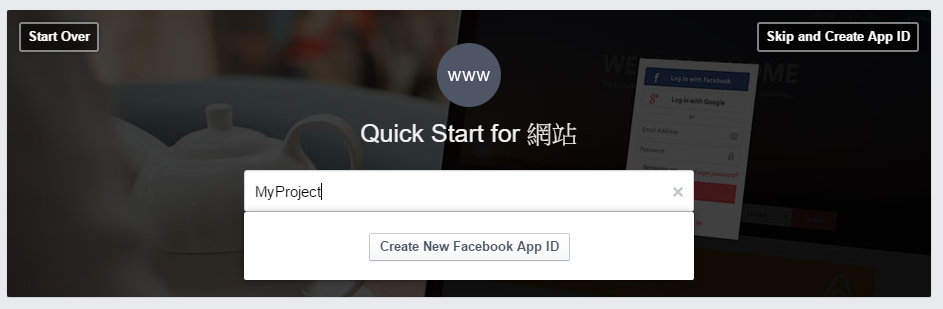 Start Over
Skip and Create App ID
www
Quick Start for 網站
MyProject
Create New Facebook App ID
Log in with Facebook
Log in with Google
or
Email Address
Password